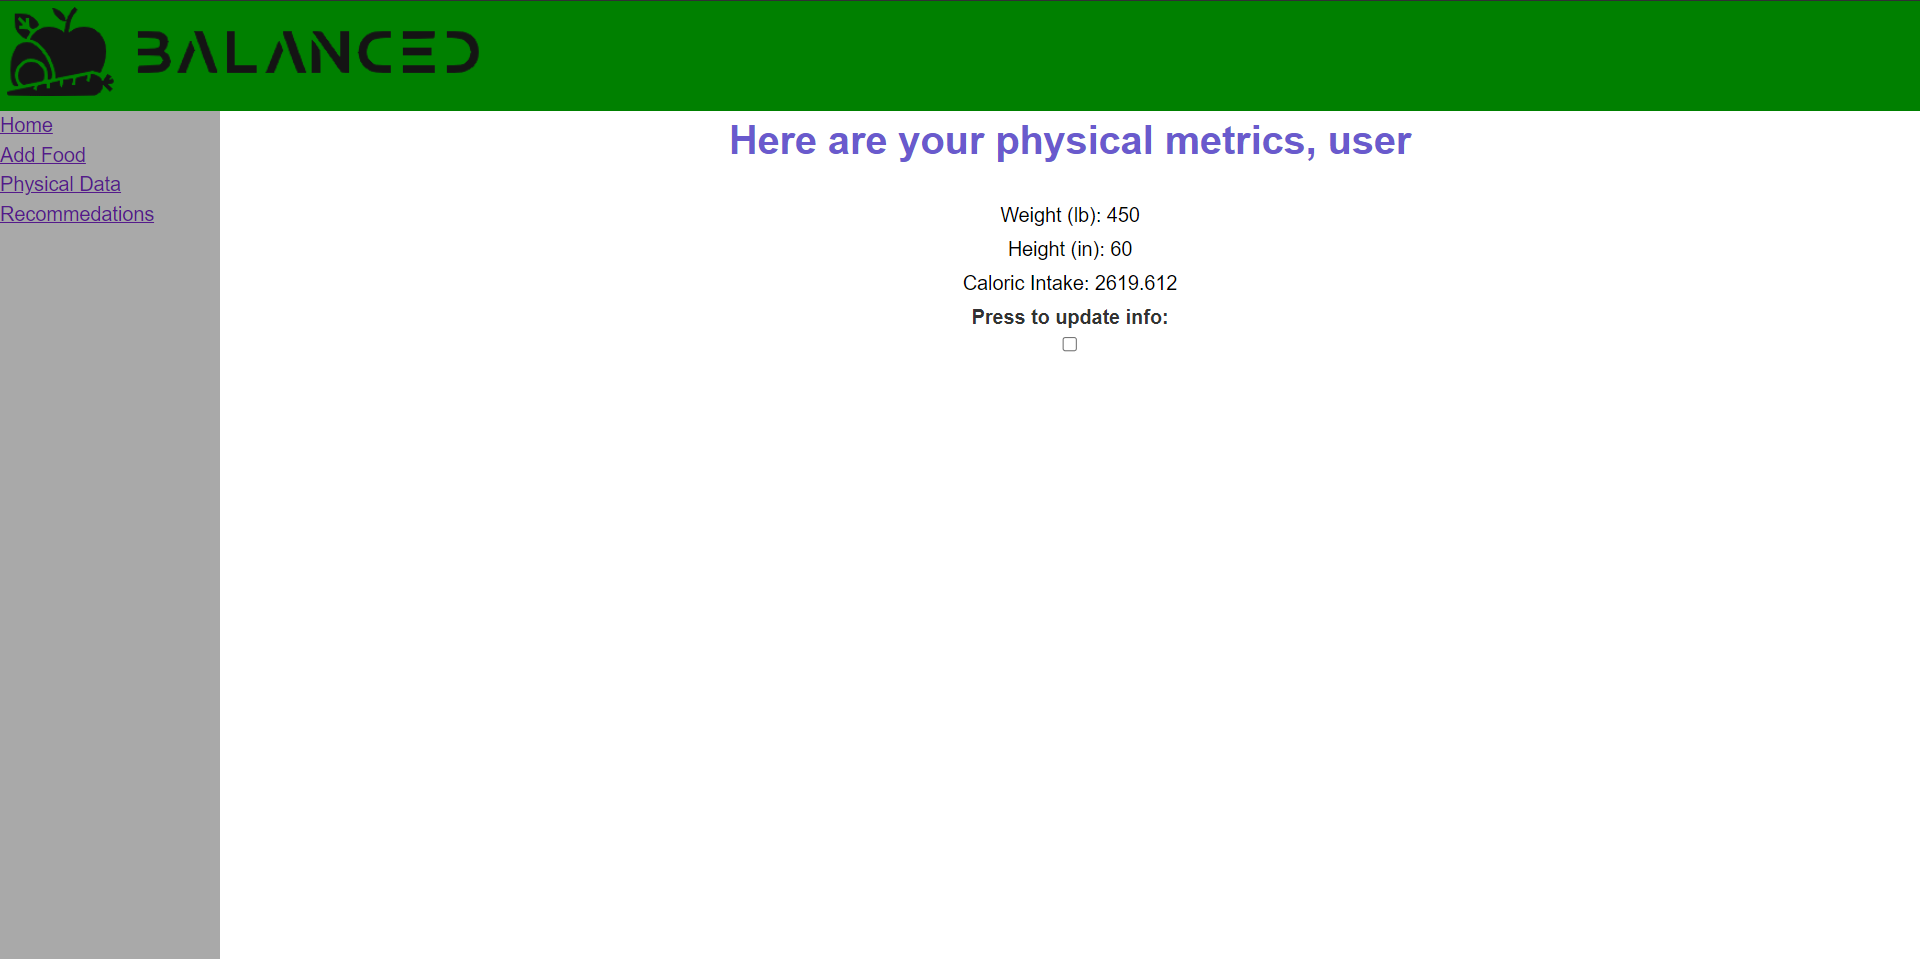 BALANCED
Home
Add Food
Physical Data
Recommedations
Here are your physical metrics, user
Weight (lb): 450
Height (in): 60
Caloric Intake: 2619.612
Press to update info: